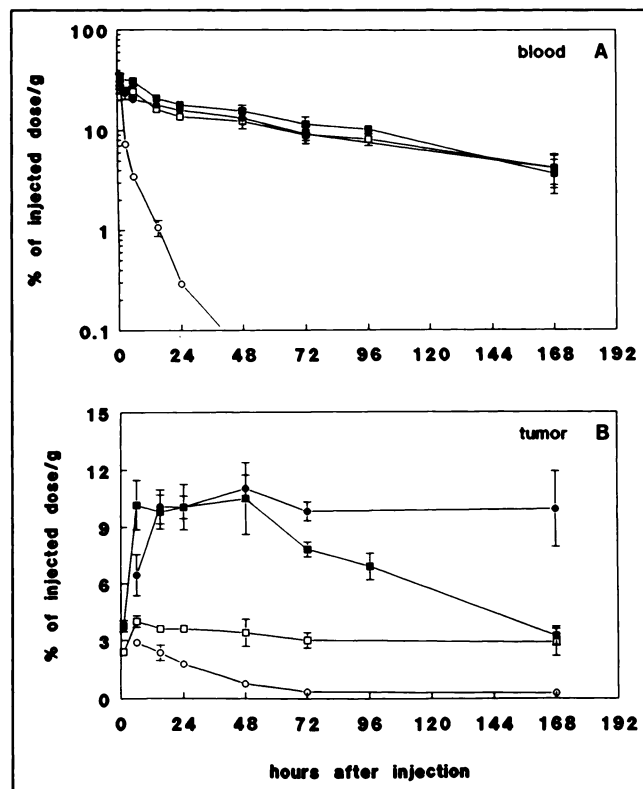 blood A
100
10
1
0.1
% of injected dose/g
0 24 48 72 96 120 144 168 192
tumor B
15
12
9
6
3
0
% of injected dose/g
0 24 48 72 96 120 144 168 192
hours after injection